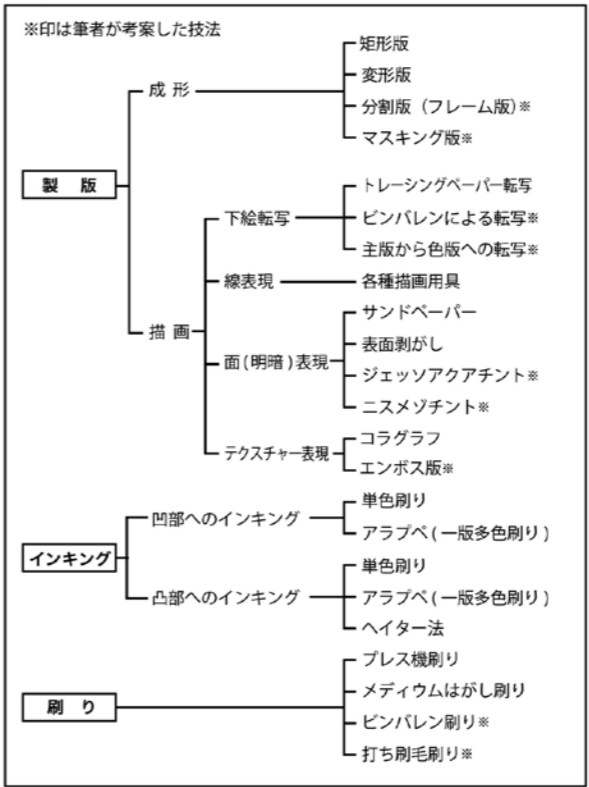 ※印は筆者が考案した技法
製 版
成 形
矩形版
変形版
分割版（フレーム版）※
マスキング版※
描 画
下絵転写
トレーシングペーパー転写
ビンバレンによる転写※
主版から色版への転写※
線表現
各種描画用具
面(明暗)表現
サンドペーパー
表面剥がし
ジェッソアクアチント※
ニスメゾチント※
テクスチャー表現
コラグラフ
エンボス版※
インキング
凹部へのインキング
単色刷り
アラプペ(一版多色刷り)
凸部へのインキング
単色刷り
アラプペ(一版多色刷り)
ヘイター法
刷 り
プレス機刷り
メディウムはがし刷り
ビンバレン刷り※
打ち刷毛刷り※